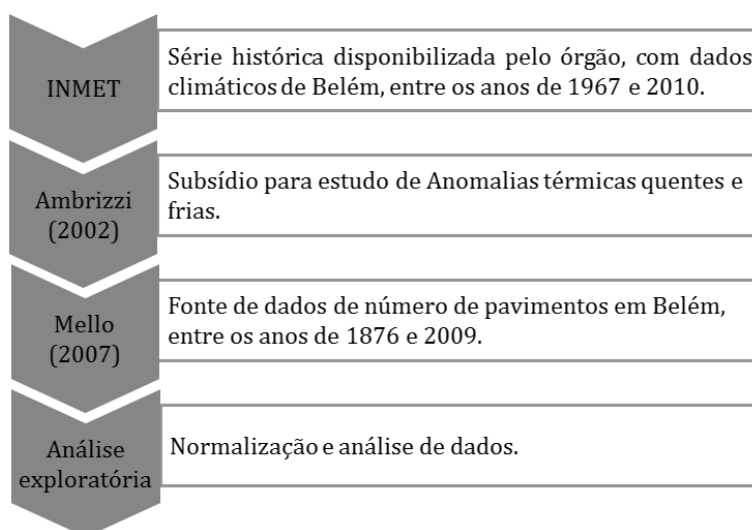 INMET
Série histórica disponibilizada pelo órgão, com dados
climáticos de Belém, entre os anos de 1967 e 2010.
Ambrizzi
(2002)
Subsídio para estudo de Anomalias térmicas quentes e
frias.
Mello
(2007)
Fonte de dados de número de pavimentos em Belém,
entre os anos de 1876 e 2009.
Análise
exploratória
Normalização e análise de dados.